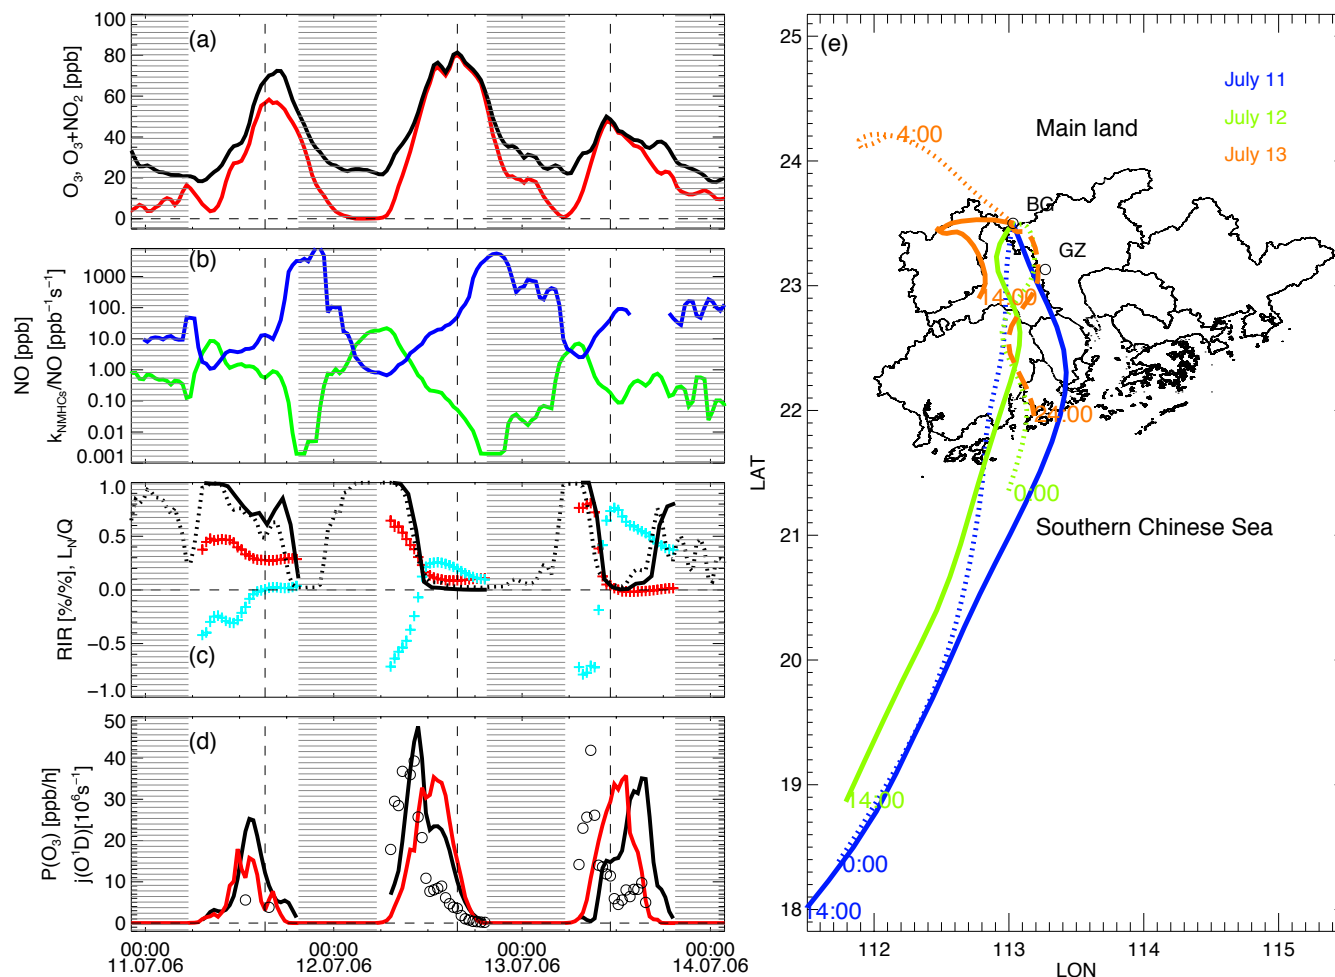 (a)
100
80
60
40
20
0
O3, O3+NO2 [ppb]
(b)
1000
100.
10.0
1.00
0.10
0.01
0.001
NO [ppb]
kNMHCs/NO [ppb⁻¹s⁻¹]
(c)
1.0
0.5
0.0
−0.5
−1.0
RIR [%/%], LN/Q
(d)
50
40
30
20
10
0
P(O3) [ppb/h]
j(O¹D)[10⁶s⁻¹]
00:00 00:00 00:00 00:00
11.07.06 12.07.06 13.07.06 14.07.06
(e)
25
24
23
22
21
20
19
18
LAT
July 11
July 12
July 13
Main land
4:00
BG
GZ
14:00
24:00
0:00
Southern Chinese Sea
14:00
0:00
14:00
112 113 114 115
LON